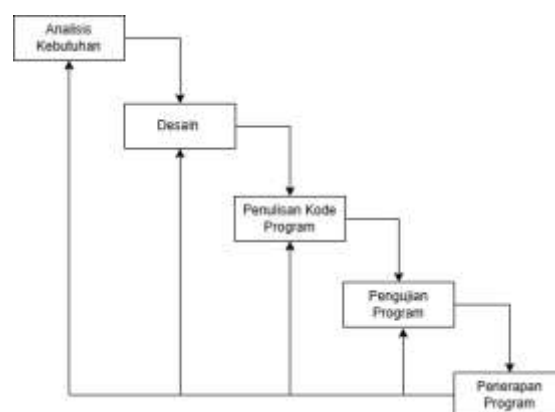 Analisis
Kebutuhan
Desain
Penulisan Kode
Program
Pengujian
Program
Penerapan
Program